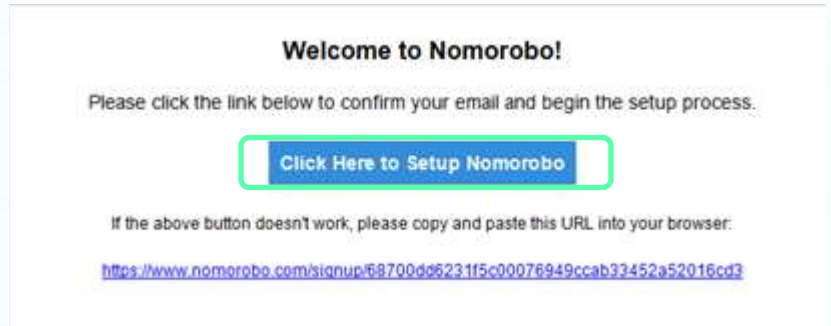 Welcome to Nomorobo!
Please click the link below to confirm your email and begin the setup process.
Click Here to Setup Nomorobo
If the above button doesn't work, please copy and paste this URL into your browser:
https://www.nomorobo.com/signup/68700dd6231f5c00076949ccab33452a52016cd3